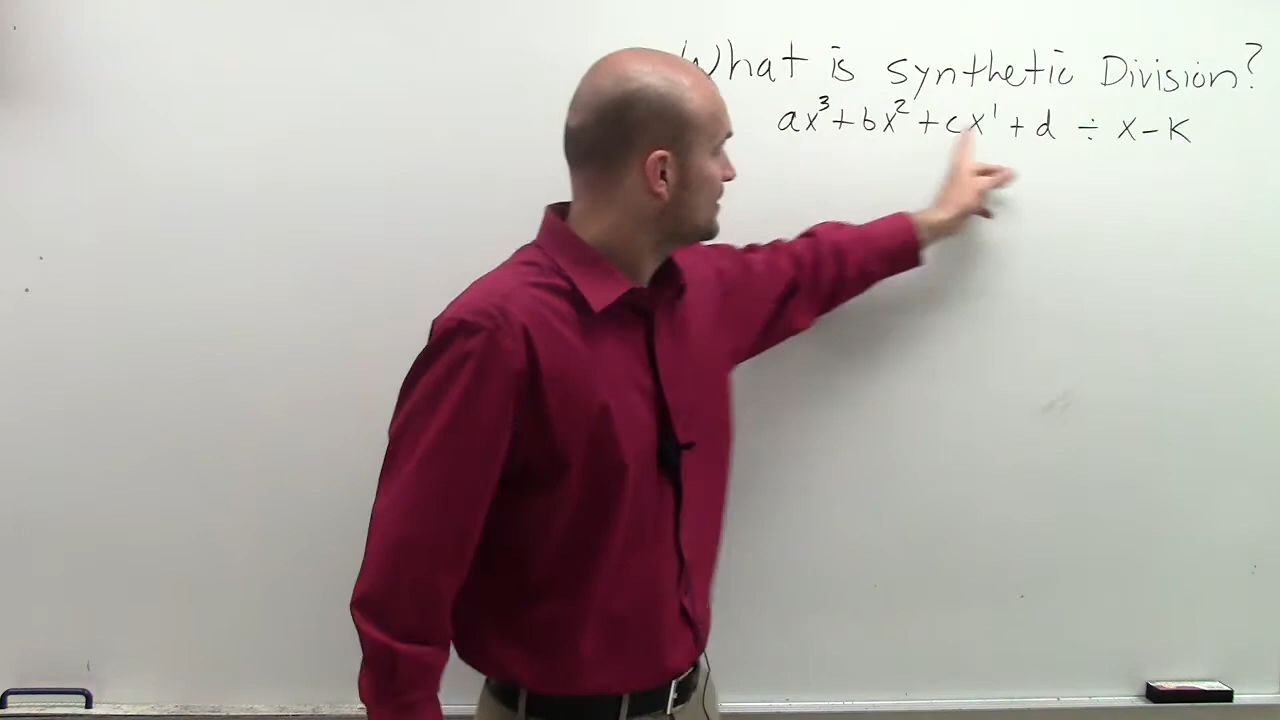 What is synthetic Division?
ax³+bx²+cx¹+d ÷ x-k